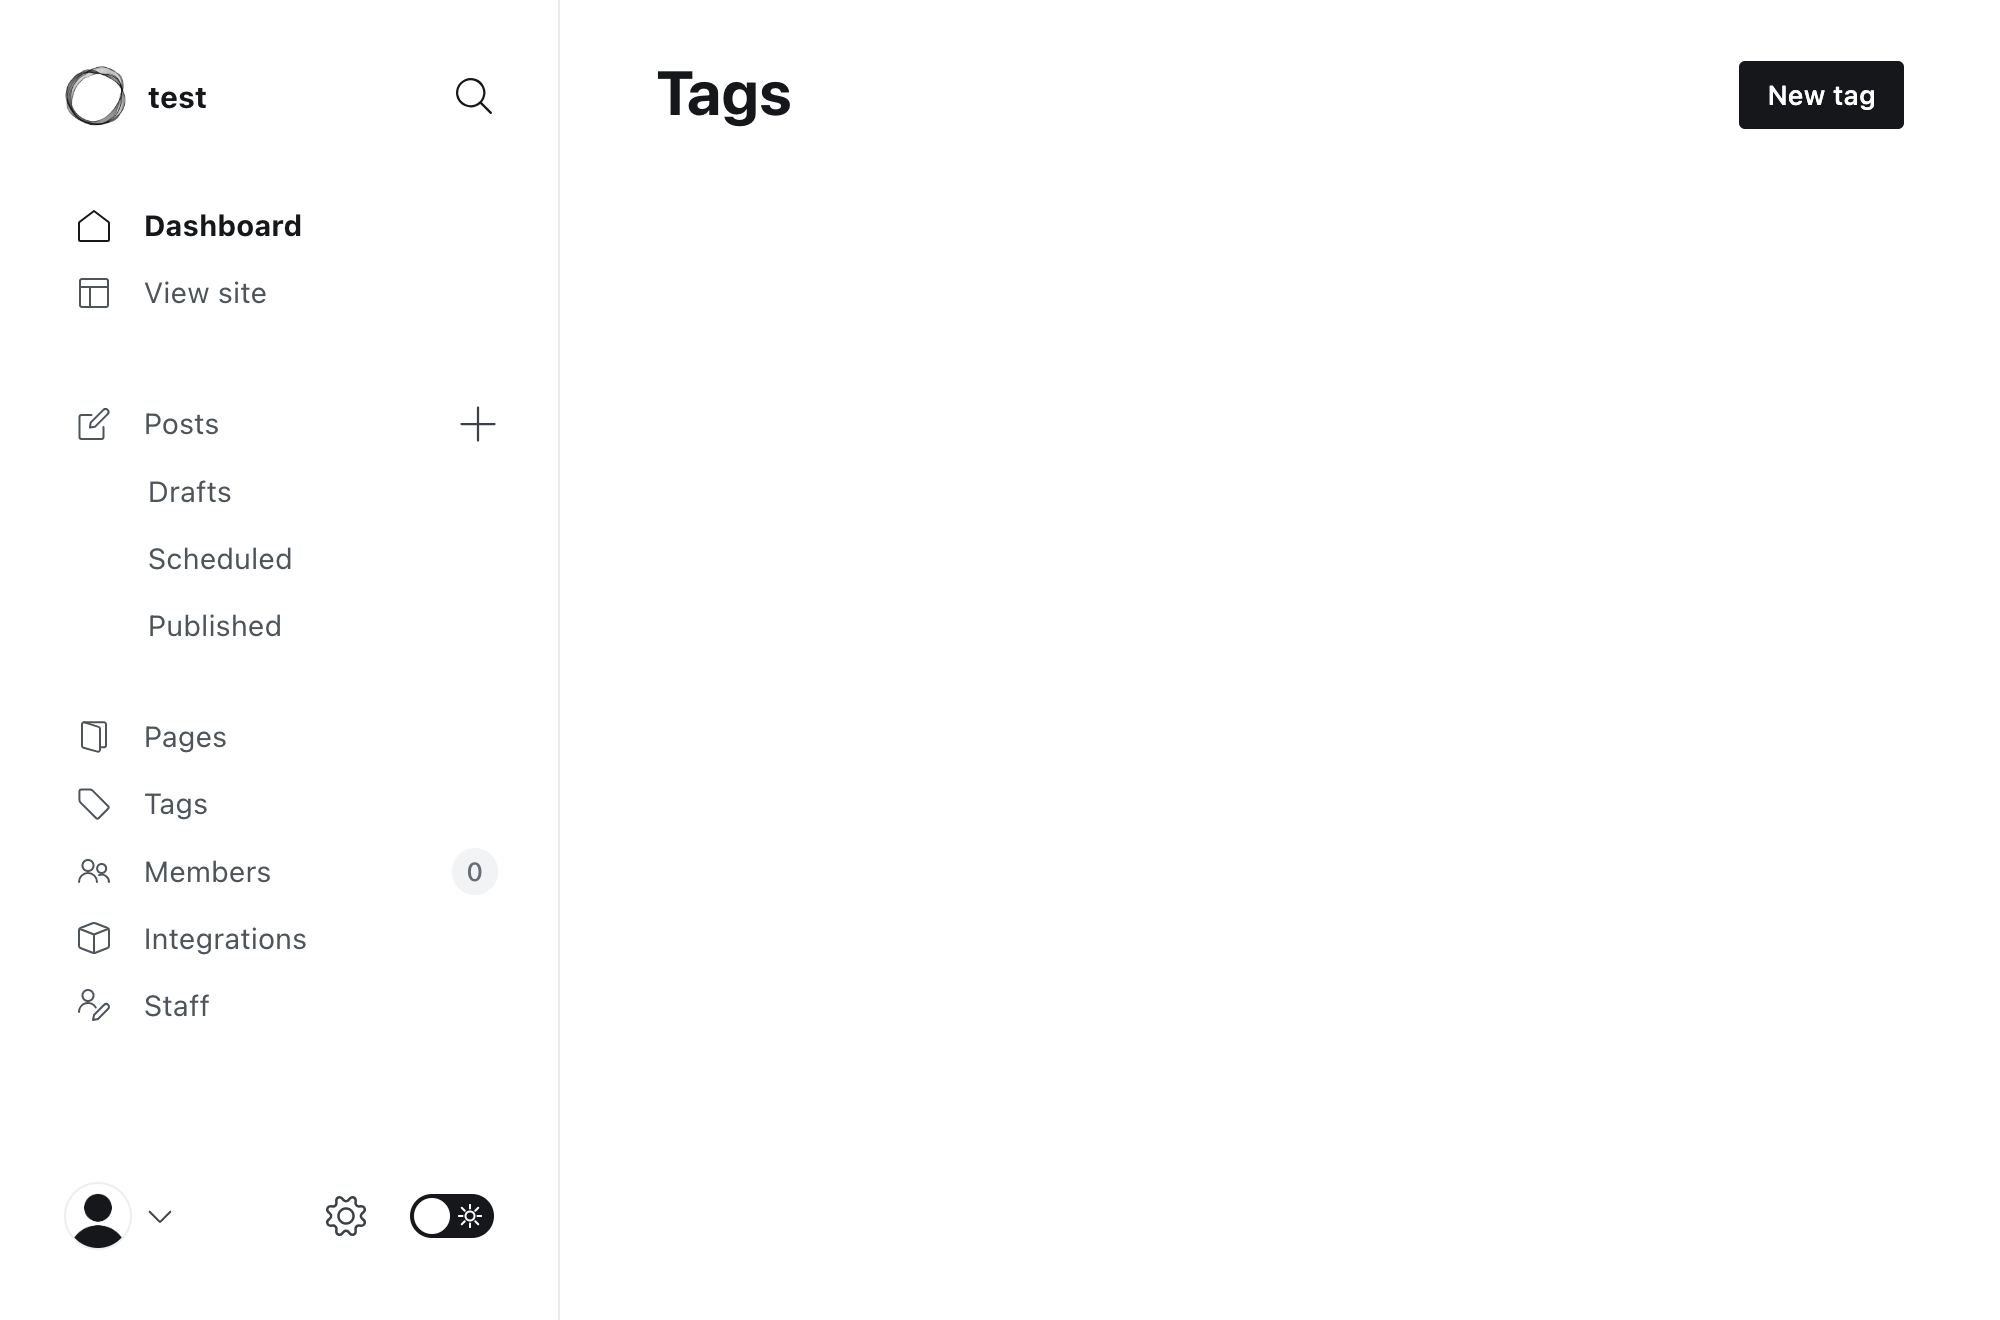 test
Dashboard
View site
Posts
Drafts
Scheduled
Published
Pages
Tags
Members 0
Integrations
Staff
Tags
New tag